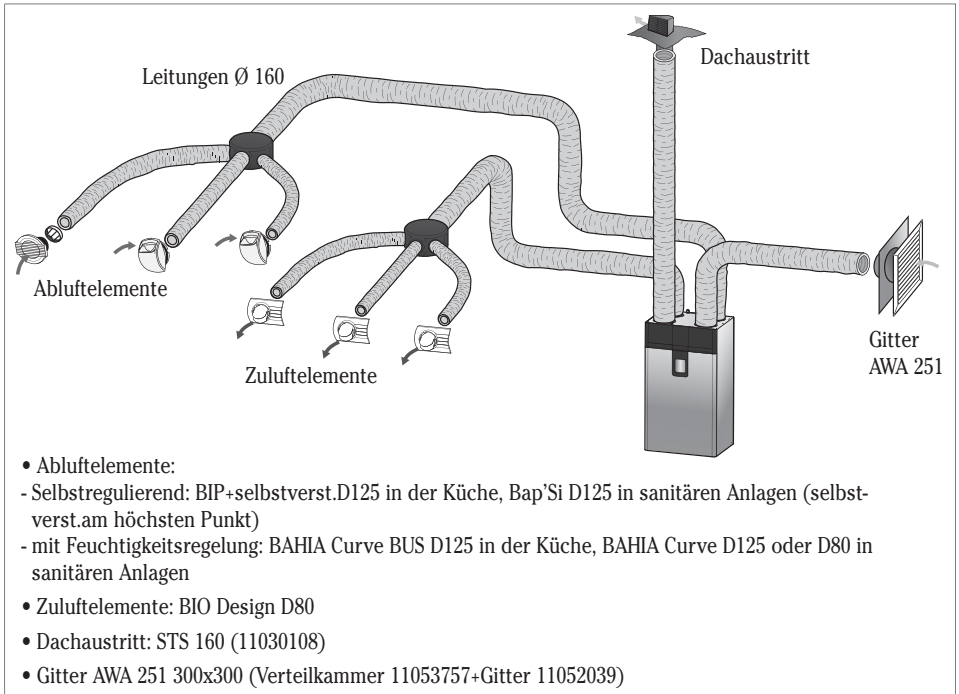 Dachaustritt
Leitungen Ø 160
Abluftelemente
Zuluftelemente
Gitter
AWA 251
• Abluftelemente:
- Selbstregulierend: BIP+selbstverst.D125 in der Küche, Bap’Si D125 in sanitären Anlagen (selbst-
verst.am höchsten Punkt)
- mit Feuchtigkeitsregelung: BAHIA Curve BUS D125 in der Küche, BAHIA Curve D125 oder D80 in
sanitären Anlagen
• Zuluftelemente: BIO Design D80
• Dachaustritt: STS 160 (11030108)
• Gitter AWA 251 300x300 (Verteilkammer 11053757+Gitter 11052039)